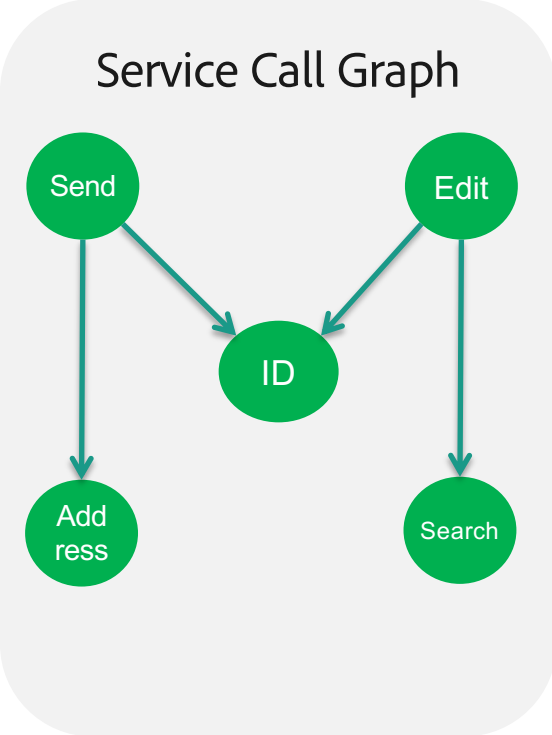 Service Call Graph
Send
Edit
ID
Add
ress
Search